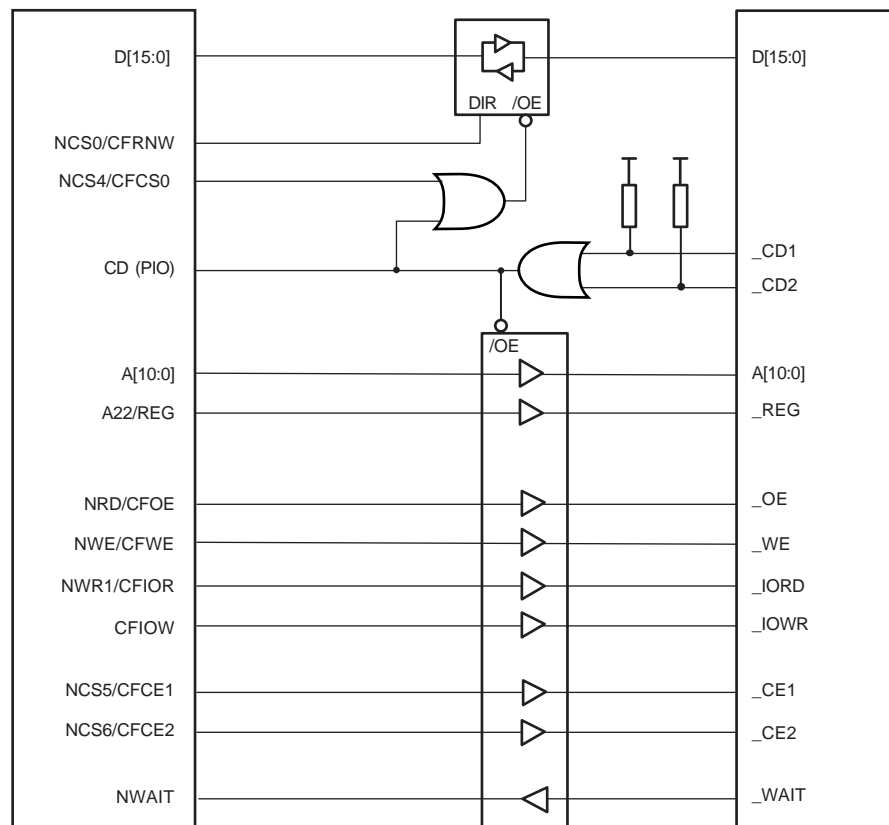 D[15:0] D[15:0]
DIR /OE
NCS0/CFRNW
NCS4/CFCS0
_CD1
CD (PIO)
_CD2
/OE
A[10:0] A[10:0]
A22/REG _REG
NRD/CFOE _OE
NWE/CFWE _WE
NWR1/CFIOR _IORD
CFIOW _IOWR
NCS5/CFCE1 _CE1
NCS6/CFCE2 _CE2
NWAIT _WAIT